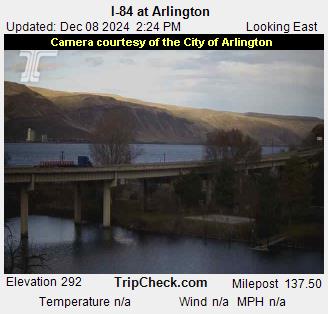 I-84 at Arlington
Updated: Dec 08 2024 2:24 PM Looking East
Camera courtesy of the City of Arlington
Elevation 292 TripCheck.com Milepost 137.50
Temperature n/a Wind n/a MPH n/a